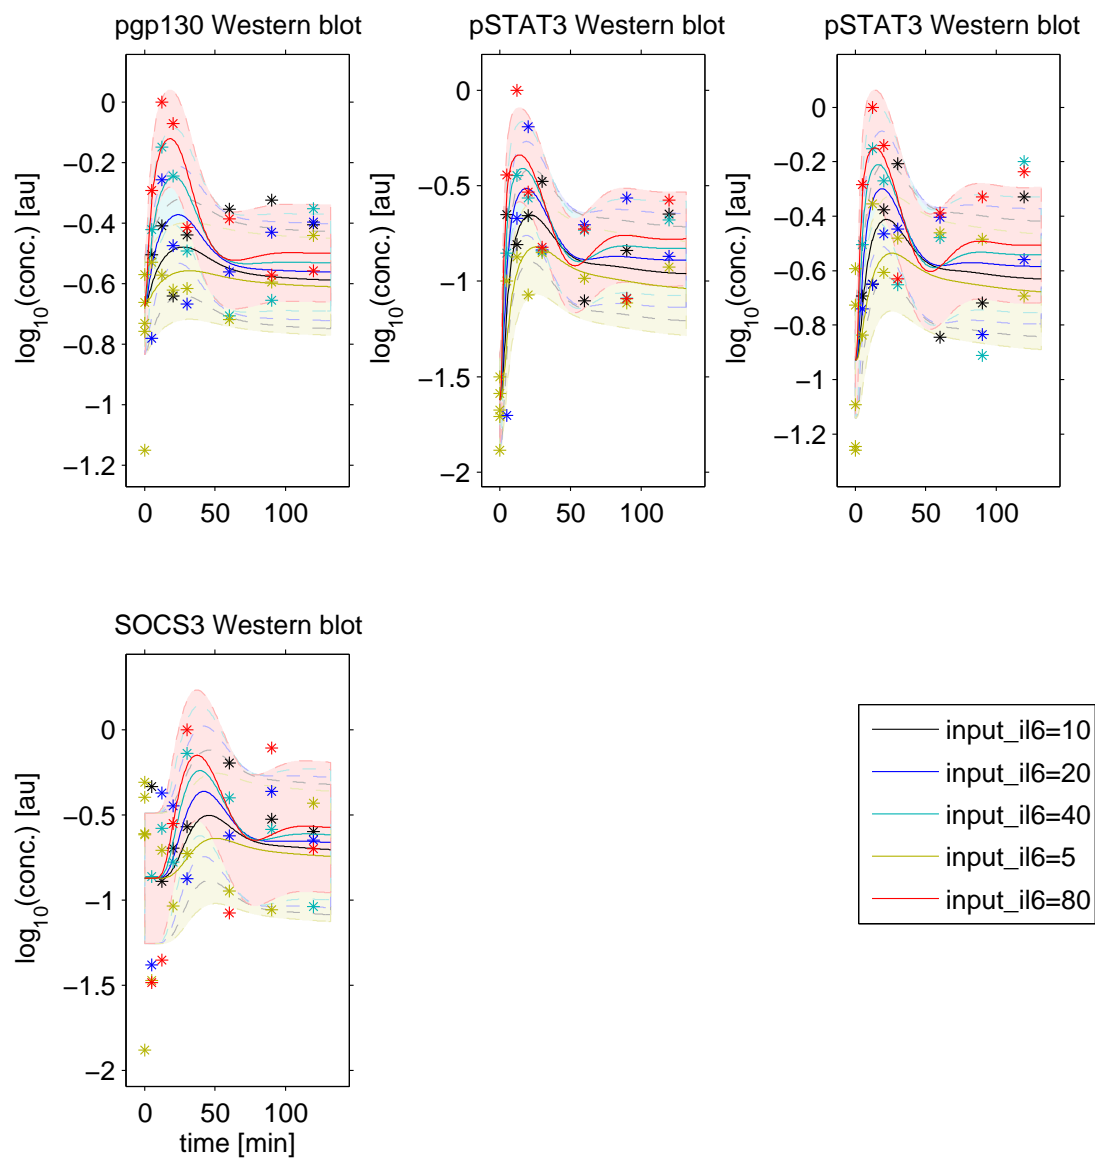 pgp130 Western blot
pSTAT3 Western blot
pSTAT3 Western blot
log10(conc.) [au]
0
−0.2
−0.4
−0.6
−0.8
−1
−1.2
0 50 100
log10(conc.) [au]
0
−0.5
−1
−1.5
−2
0 50 100
log10(conc.) [au]
0
−0.2
−0.4
−0.6
−0.8
−1
−1.2
0 50 100
SOCS3 Western blot
log10(conc.) [au]
0
−0.5
−1
−1.5
−2
0 50 100
time [min]
input_il6=10
input_il6=20
input_il6=40
input_il6=5
input_il6=80